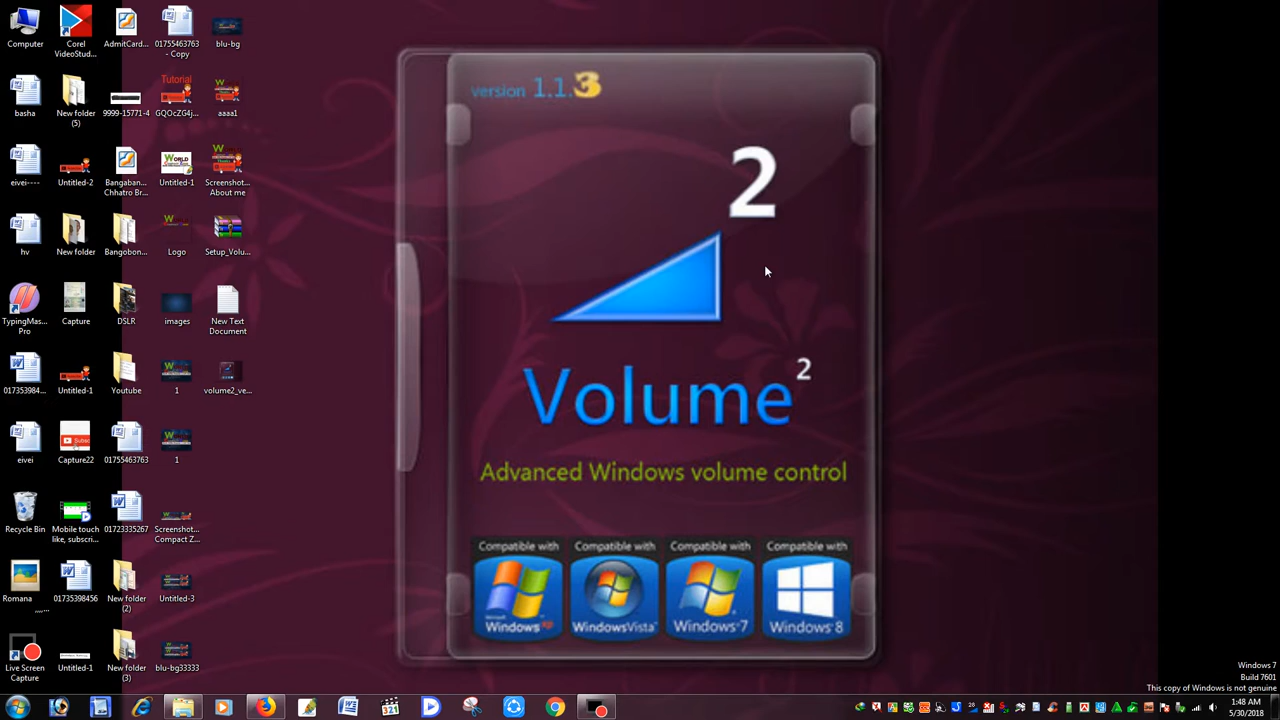 Computer
Corel VideoStud...
AdmitCard...
01755463763 - Copy
blu-bg
basha
New folder (5)
9999-15771-4
Tutorial
GQOcZG4j...
aaaa1
eivei----
Untitled-2
Bangaban... Chhatro Br...
WORLD
Untitled-1
Screenshot... About me
hv
New folder
Bangobon...
Logo
Setup_Volu...
TypingMas... Pro
Capture
DSLR
images
New Text Document
017353984...
Untitled-1
Youtube
1
volume2_ve...
eivei
Capture22
01755463763
1
Recycle Bin
Mobile touch like, subscri...
01723335267
Screenshot... Compact Z...
Romana ,,,,...
01735398456
New folder (2)
Untitled-3
Live Screen Capture
Untitled-1
New folder (3)
blu-bg33333
version 1.1.3
2
Volume 2
Advanced Windows volume control
Compatible with
Windows xp
Compatible with
Windows Vista
Compatible with
Windows 7
Compatible with
Windows 8
Windows 7
Build 7601
This copy of Windows is not genuine
1:48 AM
5/30/2018